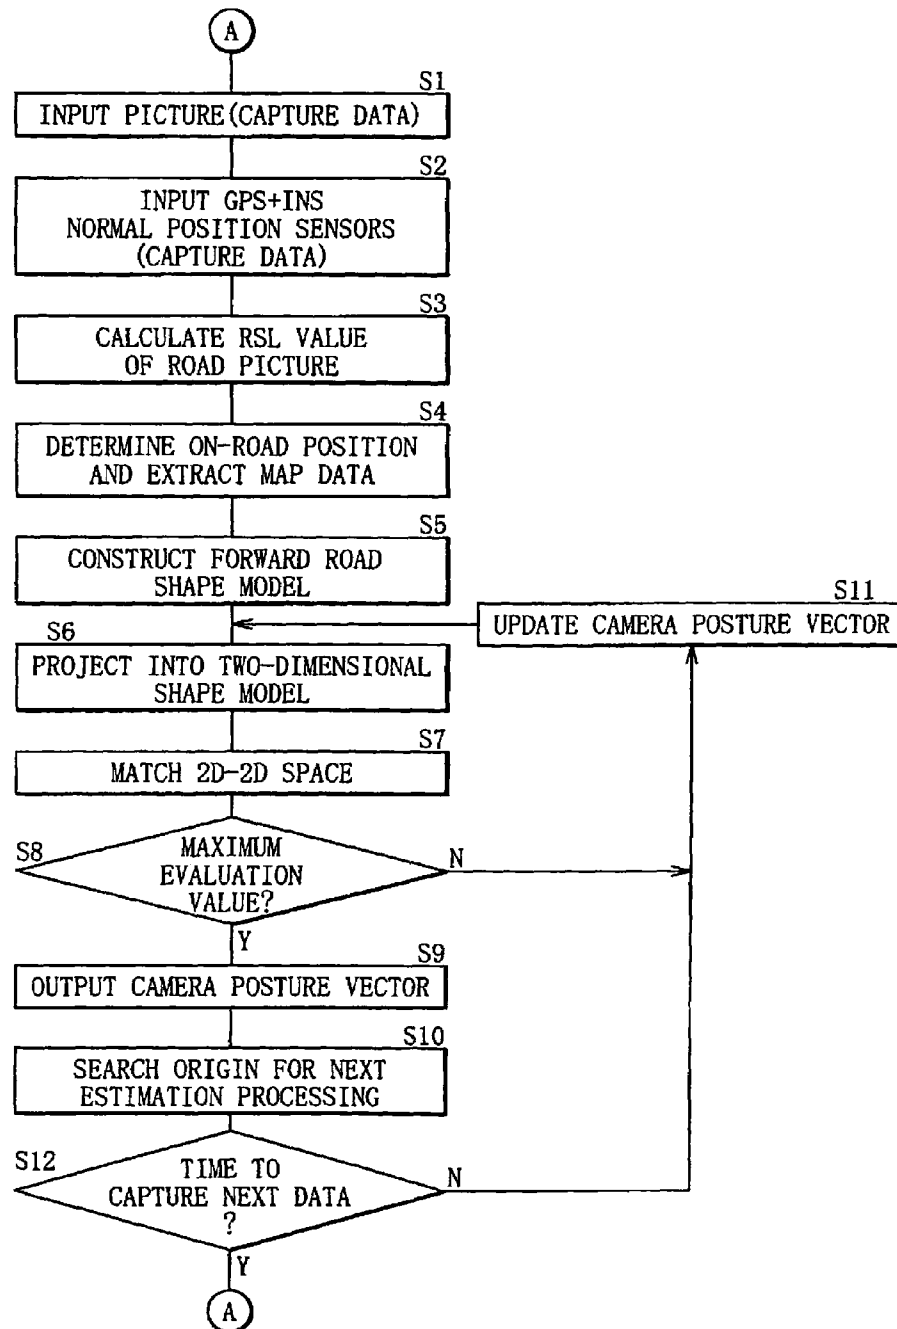 A
S1
INPUT PICTURE(CAPTURE DATA)
S2
INPUT GPS+INS
NORMAL POSITION SENSORS
(CAPTURE DATA)
S3
CALCULATE RSL VALUE
OF ROAD PICTURE
S4
DETERMINE ON-ROAD POSITION
AND EXTRACT MAP DATA
S5
CONSTRUCT FORWARD ROAD
SHAPE MODEL
S11
UPDATE CAMERA POSTURE VECTOR
S6
PROJECT INTO TWO-DIMENSIONAL
SHAPE MODEL
S7
MATCH 2D-2D SPACE
S8
MAXIMUM
EVALUATION
VALUE?
N
Y
S9
OUTPUT CAMERA POSTURE VECTOR
S10
SEARCH ORIGIN FOR NEXT
ESTIMATION PROCESSING
S12
TIME TO
CAPTURE NEXT DATA
?
N
Y
A